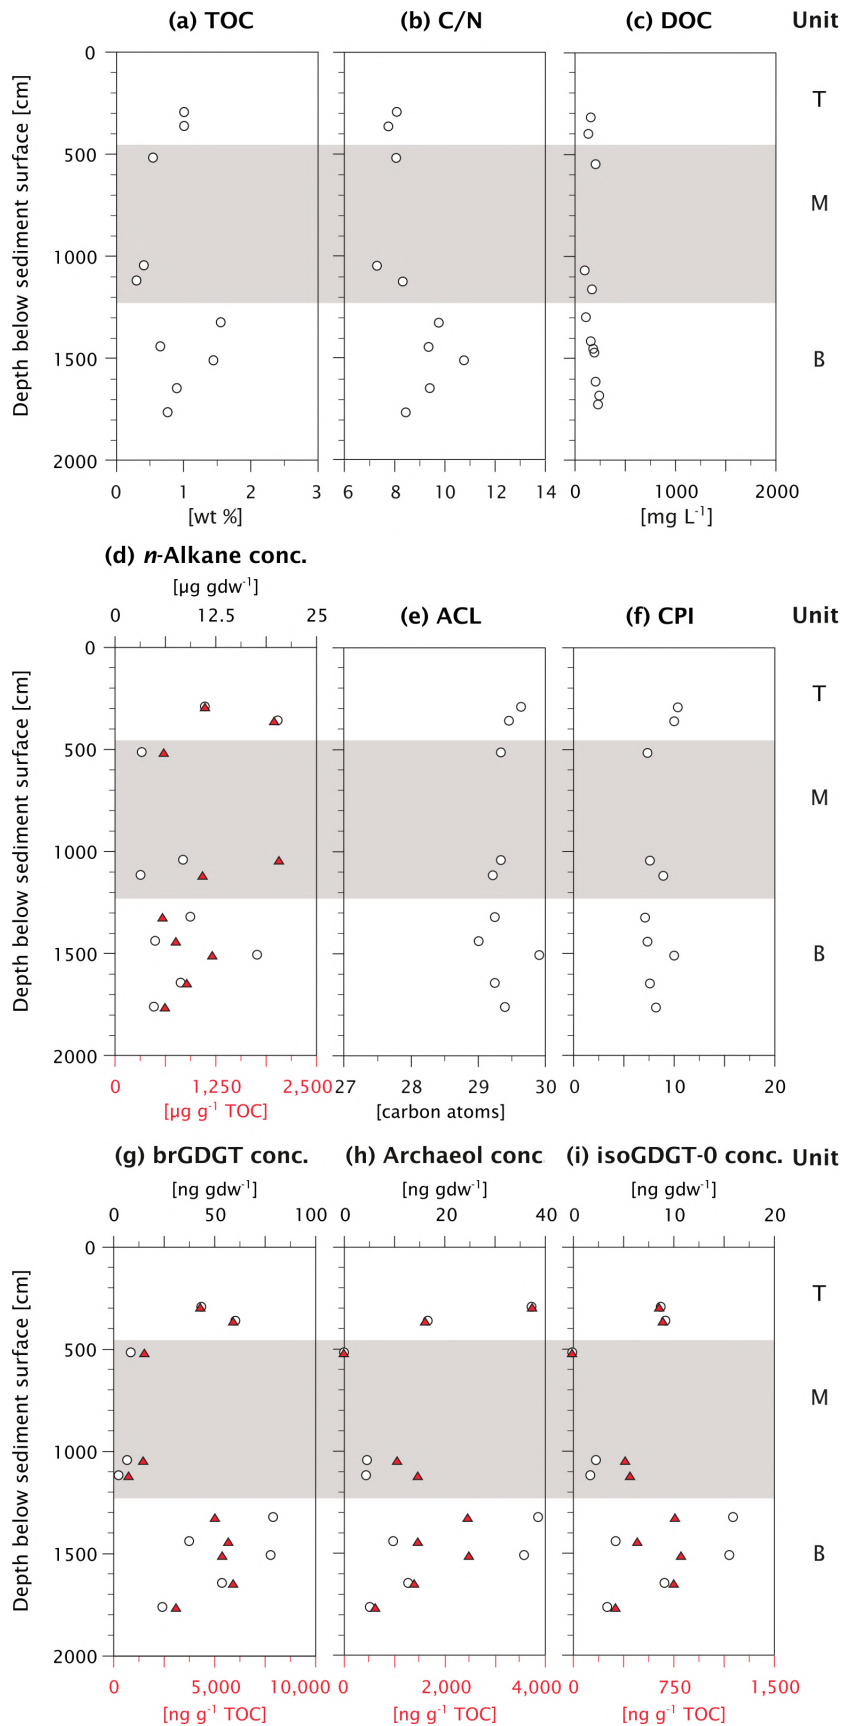 (a) TOC (b) C/N (c) DOC Unit
0
500
1000
1500
2000
Depth below sediment surface [cm]
T
M
B
0 1 2 3 6 8 10 12 14 0 1000 2000
[wt %] [mg L-1]
(d) n-Alkane conc.
[µg gdw-1]
0 12.5 25 (e) ACL (f) CPI Unit
0
500
1000
1500
2000
Depth below sediment surface [cm]
T
M
B
0 1,250 2,500 27 28 29 30 0 10 20
[µg g-1 TOC] [carbon atoms]
(g) brGDGT conc. (h) Archaeol conc (i) isoGDGT-0 conc. Unit
[ng gdw-1] [ng gdw-1] [ng gdw-1]
0 50 100 0 20 40 0 10 20
0
500
1000
1500
2000
Depth below sediment surface [cm]
T
M
B
0 5,000 10,000 0 2,000 4,000 0 750 1,500
[ng g-1 TOC] [ng g-1 TOC] [ng g-1 TOC]